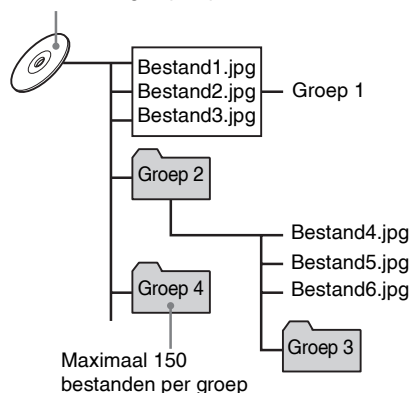 Bestand1.jpg
Bestand2.jpg
Bestand3.jpg
Groep 1
Groep 2
Bestand4.jpg
Bestand5.jpg
Bestand6.jpg
Groep 3
Groep 4
Maximaal 150
bestanden per groep